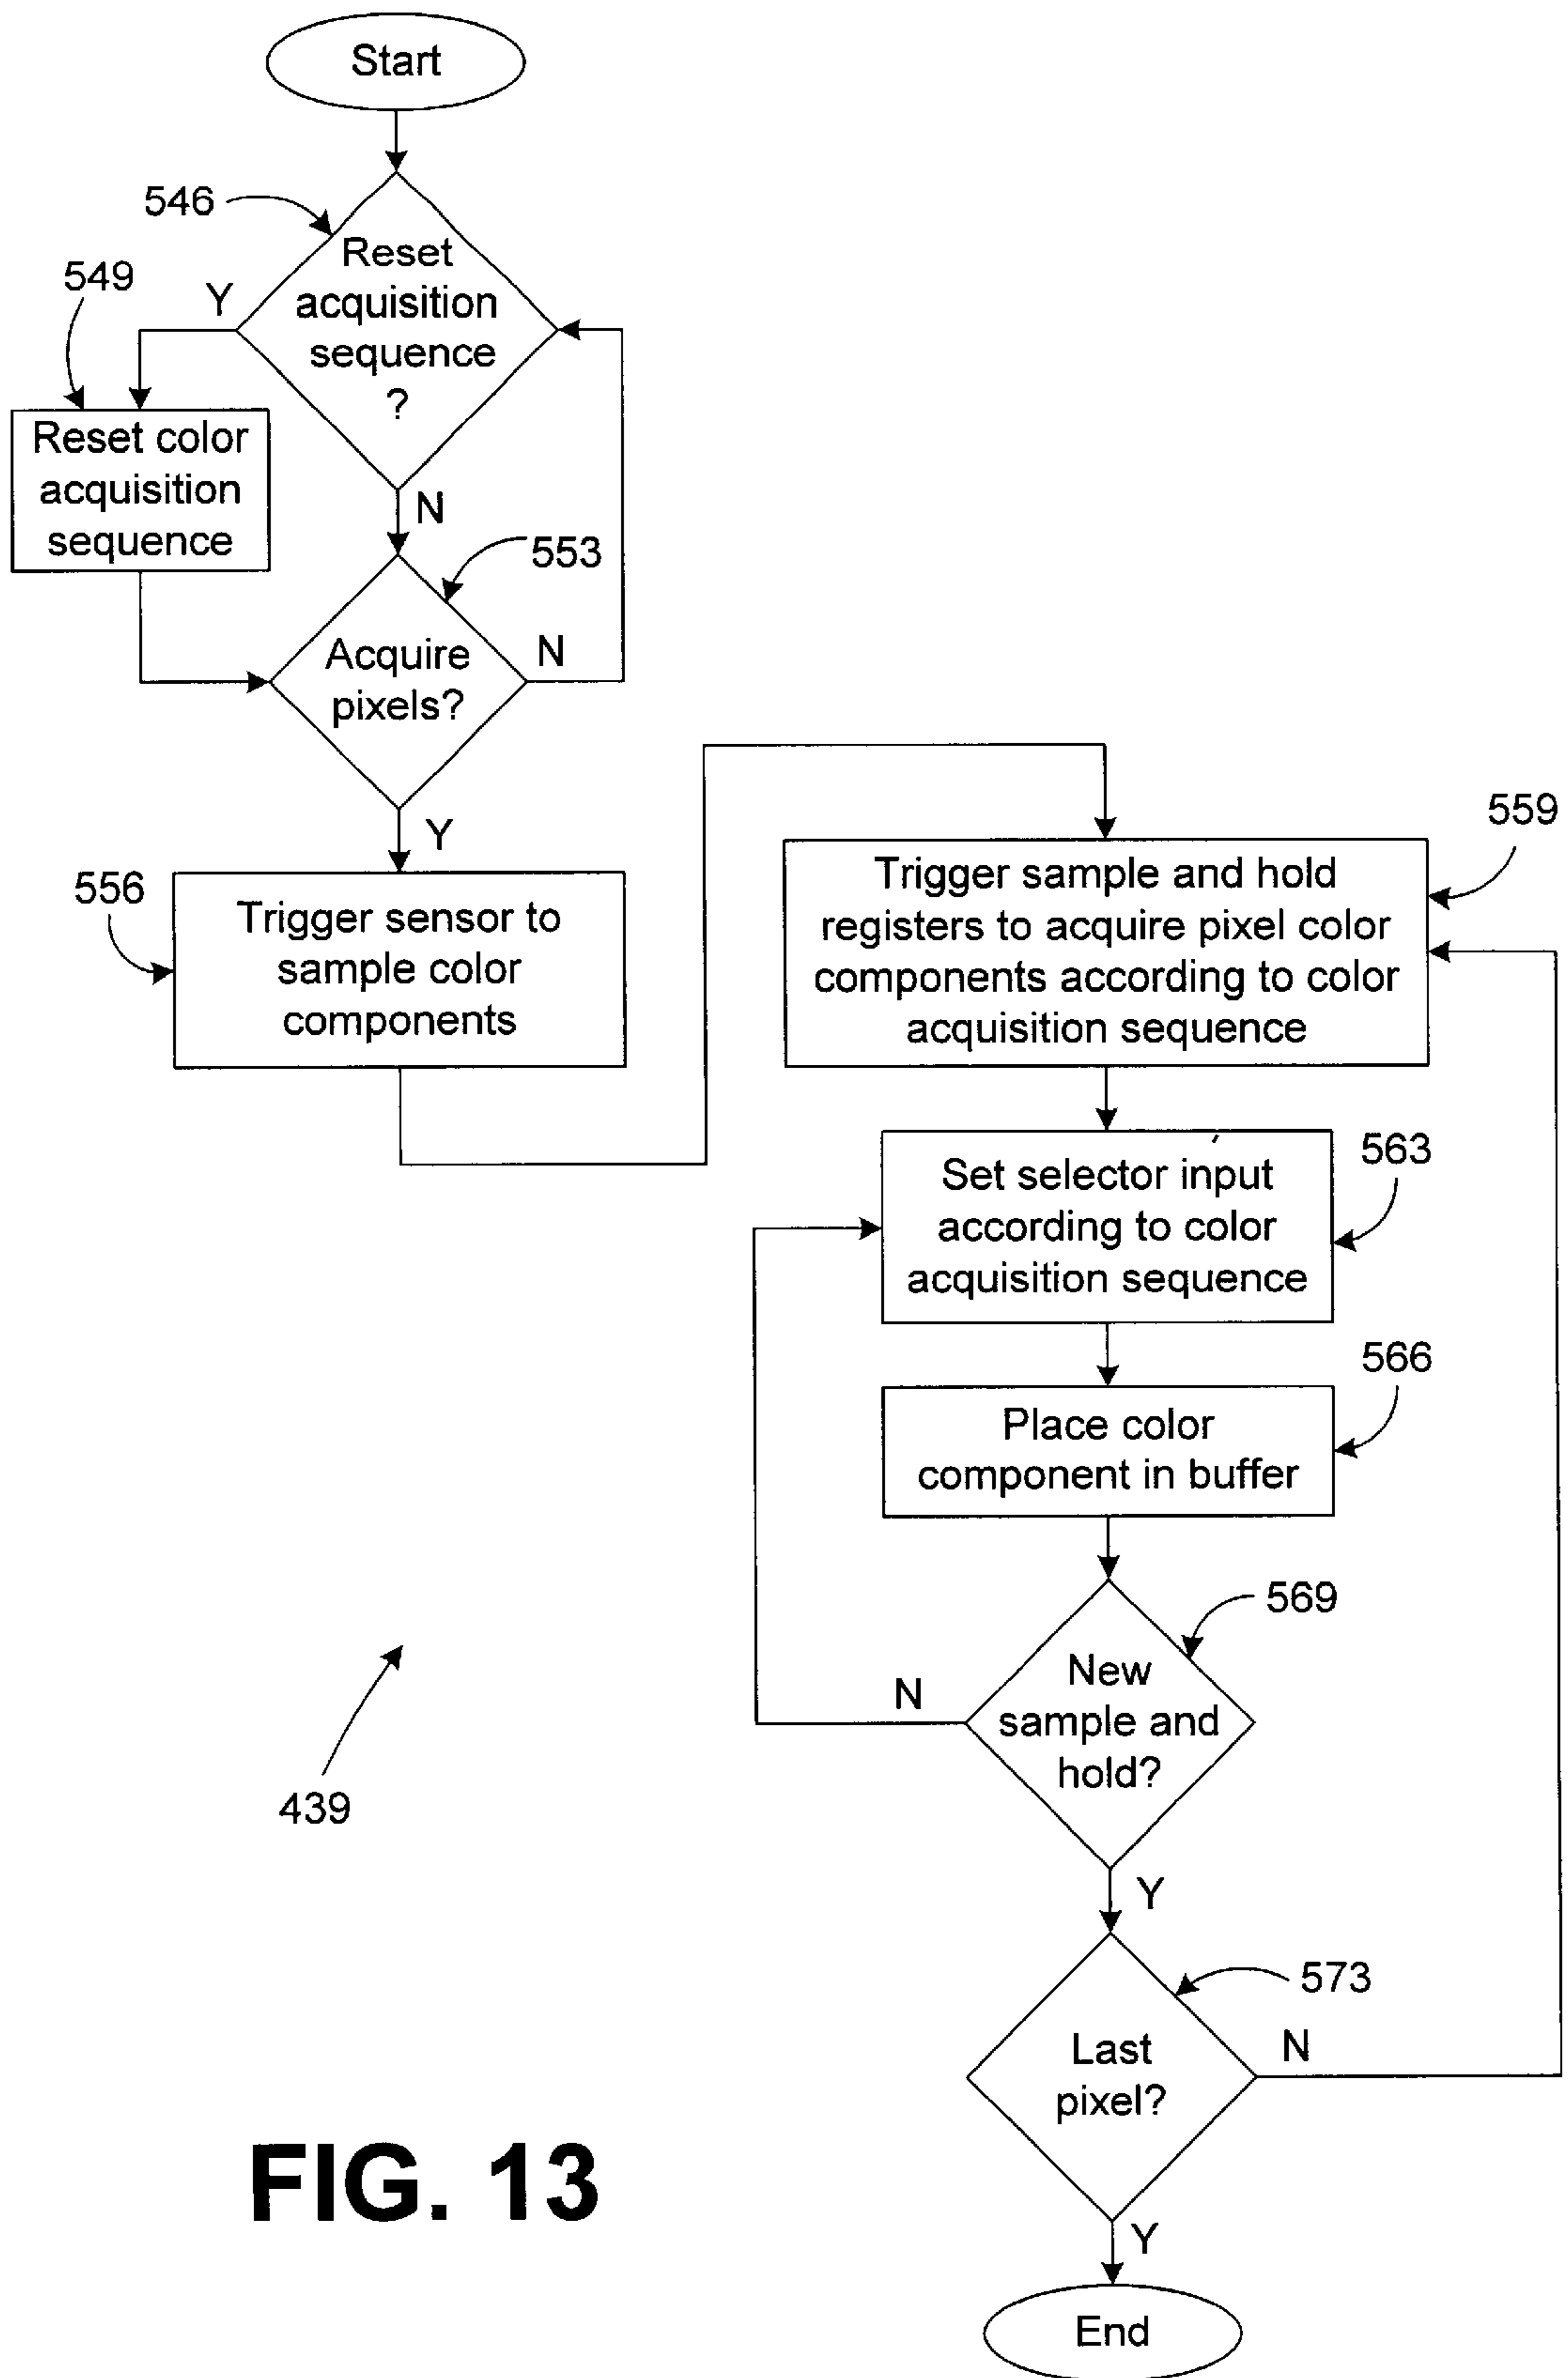 Start
546
Reset
acquisition
sequence
?
549
Y
Reset color
acquisition
sequence
N
553
Acquire
pixels?
N
Y
556
Trigger sensor to
sample color
components
559
Trigger sample and hold
registers to acquire pixel color
components according to color
acquisition sequence
563
Set selector input
according to color
acquisition sequence
566
Place color
component in buffer
569
New
sample and
hold?
N
Y
439
573
Last
pixel?
N
Y
End
FIG. 13